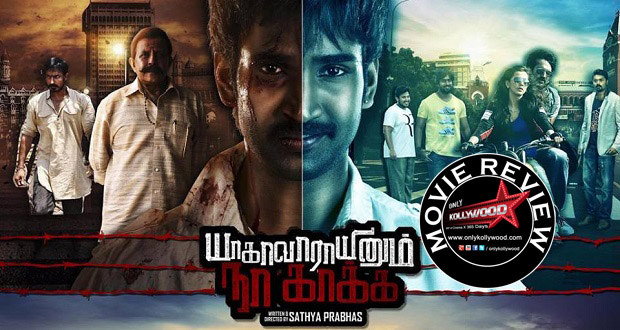 யாகாவாராயினும்
நா காக்க
WRITTEN &
DIRECTED BY SATHYA PRABHAS
MOVIE REVIEW
ONLY
KOLLYWOOD
www.onlykollywood.com
/ onlykollywood